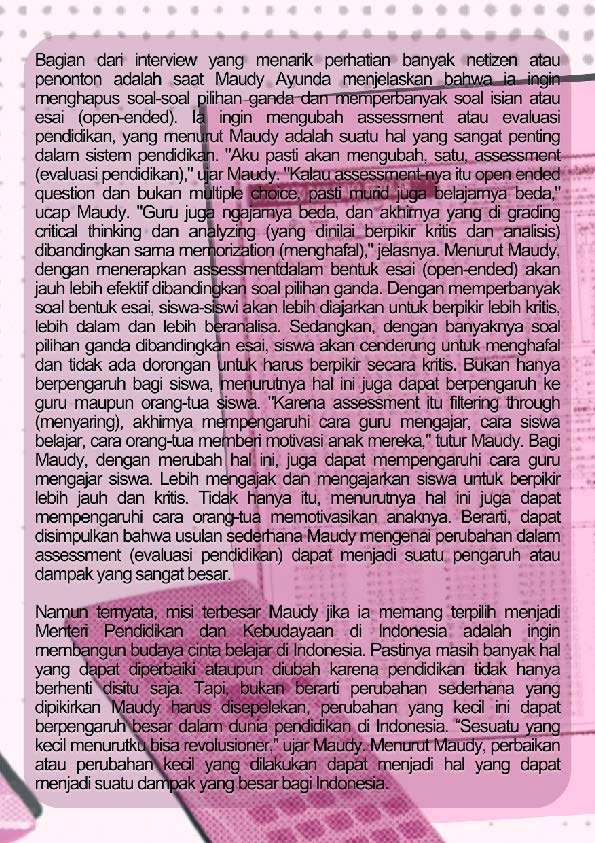 Bagian dari interview yang menarik perhatian banyak netizen atau
penonton adalah saat Maudy Ayunda menjelaskan bahwa ia ingin
menghapus soal-soal pilihan ganda dan memperbanyak soal isian atau
esai (open-ended). Ia ingin mengubah assessment atau evaluasi
pendidikan, yang menurut Maudy adalah suatu hal yang sangat penting
dalam sistem pendidikan. "Aku pasti akan mengubah, satu, assessment
(evaluasi pendidikan)," ujar Maudy. "Kalau assessment-nya itu open ended
question dan bukan multiple choice, pasti murid juga belajarnya beda,"
ucap Maudy. "Guru juga ngajarnya beda, dan akhirnya yang di grading
critical thinking dan analyzing (yang dinilai berpikir kritis dan analisis)
dibandingkan sama memorization (menghafal)," jelasnya. Menurut Maudy,
dengan menerapkan assessmentdalam bentuk esai (open-ended) akan
jauh lebih efektif dibandingkan soal pilihan ganda. Dengan memperbanyak
soal bentuk esai, siswa-siswi akan lebih diajarkan untuk berpikir lebih kritis,
lebih dalam dan lebih beranalisa. Sedangkan, dengan banyaknya soal
pilihan ganda dibandingkan esai, siswa akan cenderung untuk menghafal
dan tidak ada dorongan untuk harus berpikir secara kritis. Bukan hanya
berpengaruh bagi siswa, menurutnya hal ini juga dapat berpengaruh ke
guru maupun orang-tua siswa. "Karena assessment itu filtering through
(menyaring), akhirnya mempengaruhi cara guru mengajar, cara siswa
belajar, cara orang-tua memberi motivasi anak mereka," tutur Maudy. Bagi
Maudy, dengan merubah hal ini, juga dapat mempengaruhi cara guru
mengajar siswa. Lebih mengajak dan mengajarkan siswa untuk berpikir
lebih jauh dan kritis. Tidak hanya itu, menurutnya hal ini juga dapat
mempengaruhi cara orang-tua memotivasikan anaknya. Berarti, dapat
disimpulkan bahwa usulan sederhana Maudy mengenai perubahan dalam
assessment (evaluasi pendidikan) dapat menjadi suatu pengaruh atau
dampak yang sangat besar.

Namun ternyata, misi terbesar Maudy jika ia memang terpilih menjadi
Menteri Pendidikan dan Kebudayaan di Indonesia adalah ingin
membangun budaya cinta belajar di Indonesia. Pastinya masih banyak hal
yang dapat diperbaiki ataupun diubah karena pendidikan tidak hanya
berhenti disitu saja. Tapi, bukan berarti perubahan sederhana yang
dipikirkan Maudy harus disepelekan, perubahan yang kecil ini dapat
berpengaruh besar dalam dunia pendidikan di Indonesia. "Sesuatu yang
kecil menurutku bisa revolusioner," ujar Maudy. Menurut Maudy, perbaikan
atau perubahan kecil yang dilakukan dapat menjadi hal yang dapat
menjadi suatu dampak yang besar bagi Indonesia.